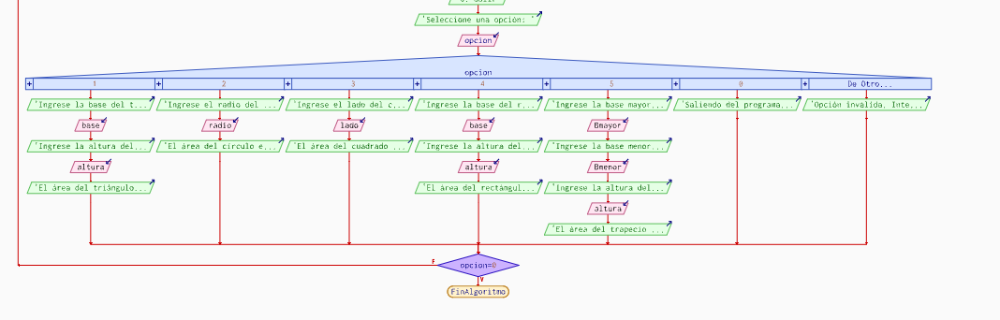 'Seleccione una opción: '
opcion
opcion
+ 1 + 2 + 3 + 4 + 5 + 0 + De Otro...
'Ingrese la base del t... 'Ingrese el radio del ... 'Ingrese el lado del c... 'Ingrese la base del r... 'Ingrese la base mayor... 'Saliendo del programa... 'Opción invalida. Inte...
base radio lado base Bmayor
'Ingrese la altura del... 'El área del círculo e... 'El área del cuadrado ... 'Ingrese la altura del... 'Ingrese la base menor...
altura altura Bmenor
'El área del triángulo... 'El área del rectángul... 'Ingrese la altura del...
altura
'El área del trapecio ...
F opcion=0
V
FinAlgoritmo